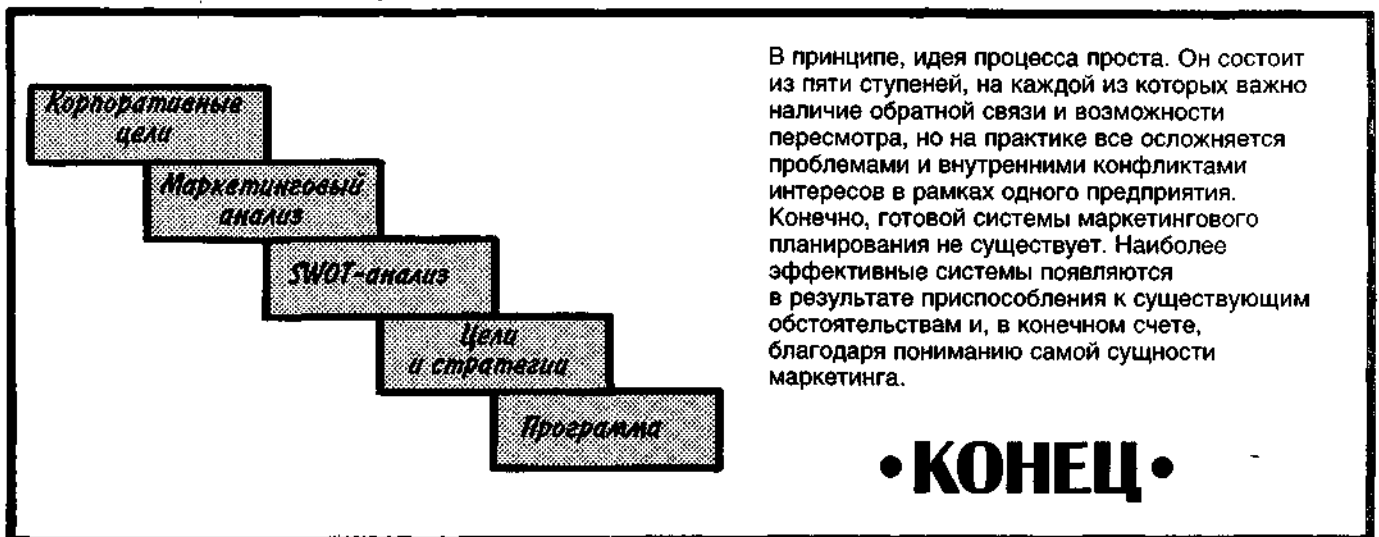 Корпоративные
цели
Маркетинговый
анализ
SWOT-анализ
Цели
и стратегии
Программа
В принципе, идея процесса проста. Он состоит
из пяти ступеней, на каждой из которых важно
наличие обратной связи и возможности
пересмотра, но на практике все осложняется
проблемами и внутренними конфликтами
интересов в рамках одного предприятия.
Конечно, готовой системы маркетингового
планирования не существует. Наиболее
эффективные системы появляются
в результате приспособления к существующим
обстоятельствам и, в конечном счете,
благодаря пониманию самой сущности
маркетинга.
•КОНЕЦ•